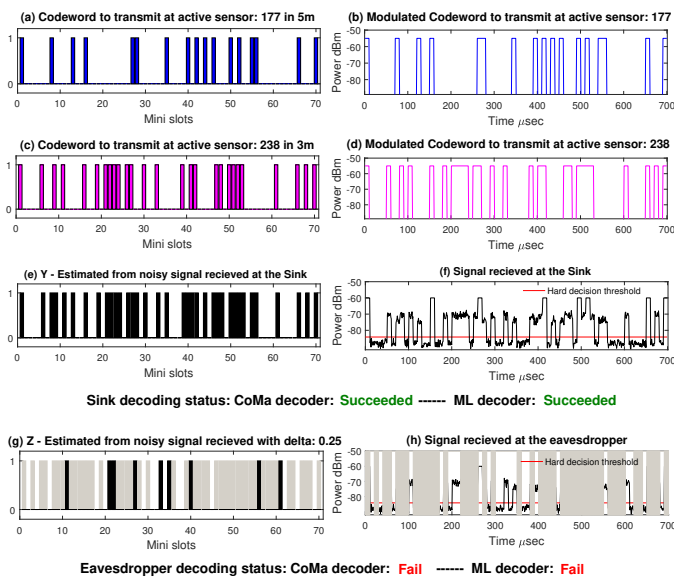 (a) Codeword to transmit at active sensor: 177 in 5m
1
0
0 10 20 30 40 50 60 70
Mini slots
(b) Modulated Codeword to transmit at active sensor: 177
Power dBm
-50
-60
-70
-80
0 100 200 300 400 500 600 700
Time μsec
(c) Codeword to transmit at active sensor: 238 in 3m
1
0
0 10 20 30 40 50 60 70
Mini slots
(d) Modulated Codeword to transmit at active sensor: 238
Power dBm
-50
-60
-70
-80
0 100 200 300 400 500 600 700
Time μsec
(e) Y - Estimated from noisy signal recieved at the Sink
1
0
0 10 20 30 40 50 60 70
Mini slots
(f) Signal recieved at the Sink
Hard decision threshold
Power dBm
-50
-60
-70
-80
0 100 200 300 400 500 600 700
Time μsec
Sink decoding status: CoMa decoder: Succeeded ------ ML decoder: Succeeded
(g) Z - Estimated from noisy signal recieved with delta: 0.25
1
0
0 10 20 30 40 50 60 70
Mini slots
(h) Signal recieved at the eavesdropper
Hard decision threshold
Power dBm
-50
-60
-70
-80
0 100 200 300 400 500 600 700
Time μsec
Eavesdropper decoding status: CoMa decoder: Fail ------ ML decoder: Fail